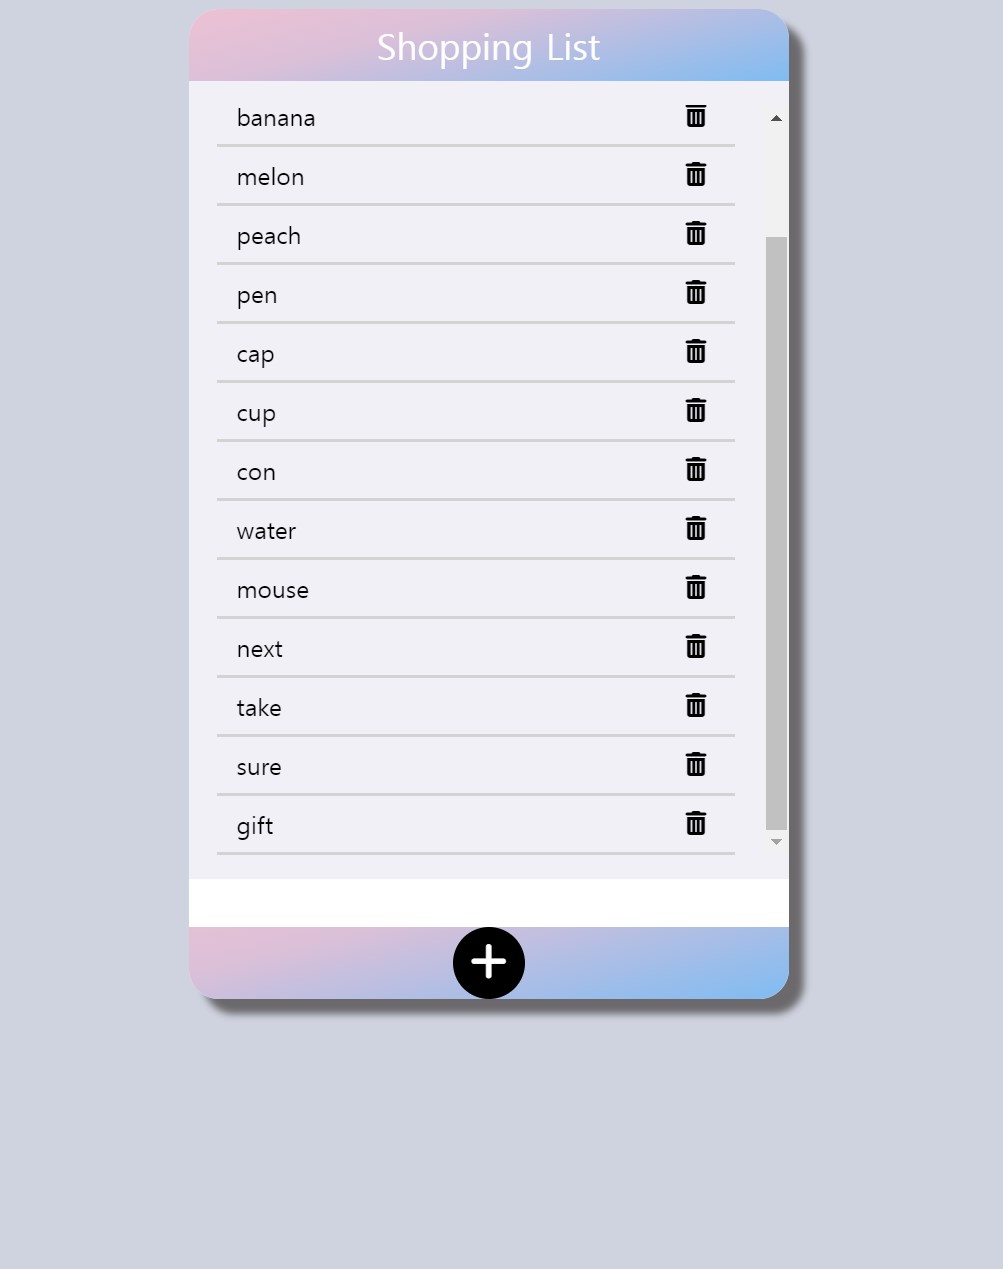 Shopping List
banana
melon
peach
pen
cap
cup
con
water
mouse
next
take
sure
gift